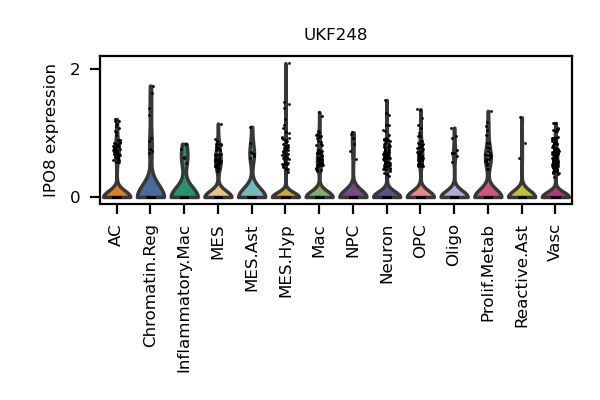 UKF248
IPO8 expression
2
0
AC
Chromatin.Reg
Inflammatory.Mac
MES
MES.Ast
MES.Hyp
Mac
NPC
Neuron
OPC
Oligo
Prolif.Metab
Reactive.Ast
Vasc